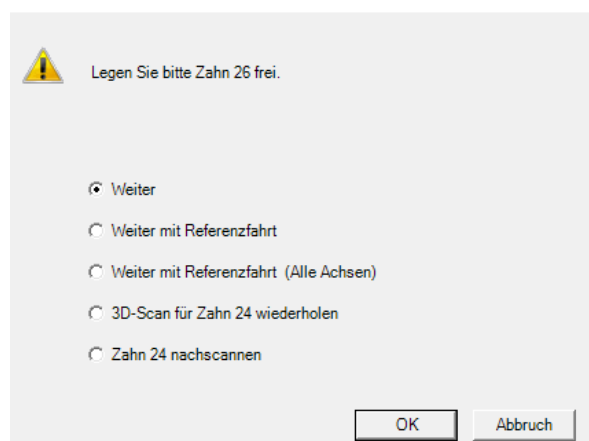 Legen Sie bitte Zahn 26 frei.
Weiter
Weiter mit Referenzfahrt
Weiter mit Referenzfahrt (Alle Achsen)
3D-Scan für Zahn 24 wiederholen
Zahn 24 nachscannen
OK Abbruch